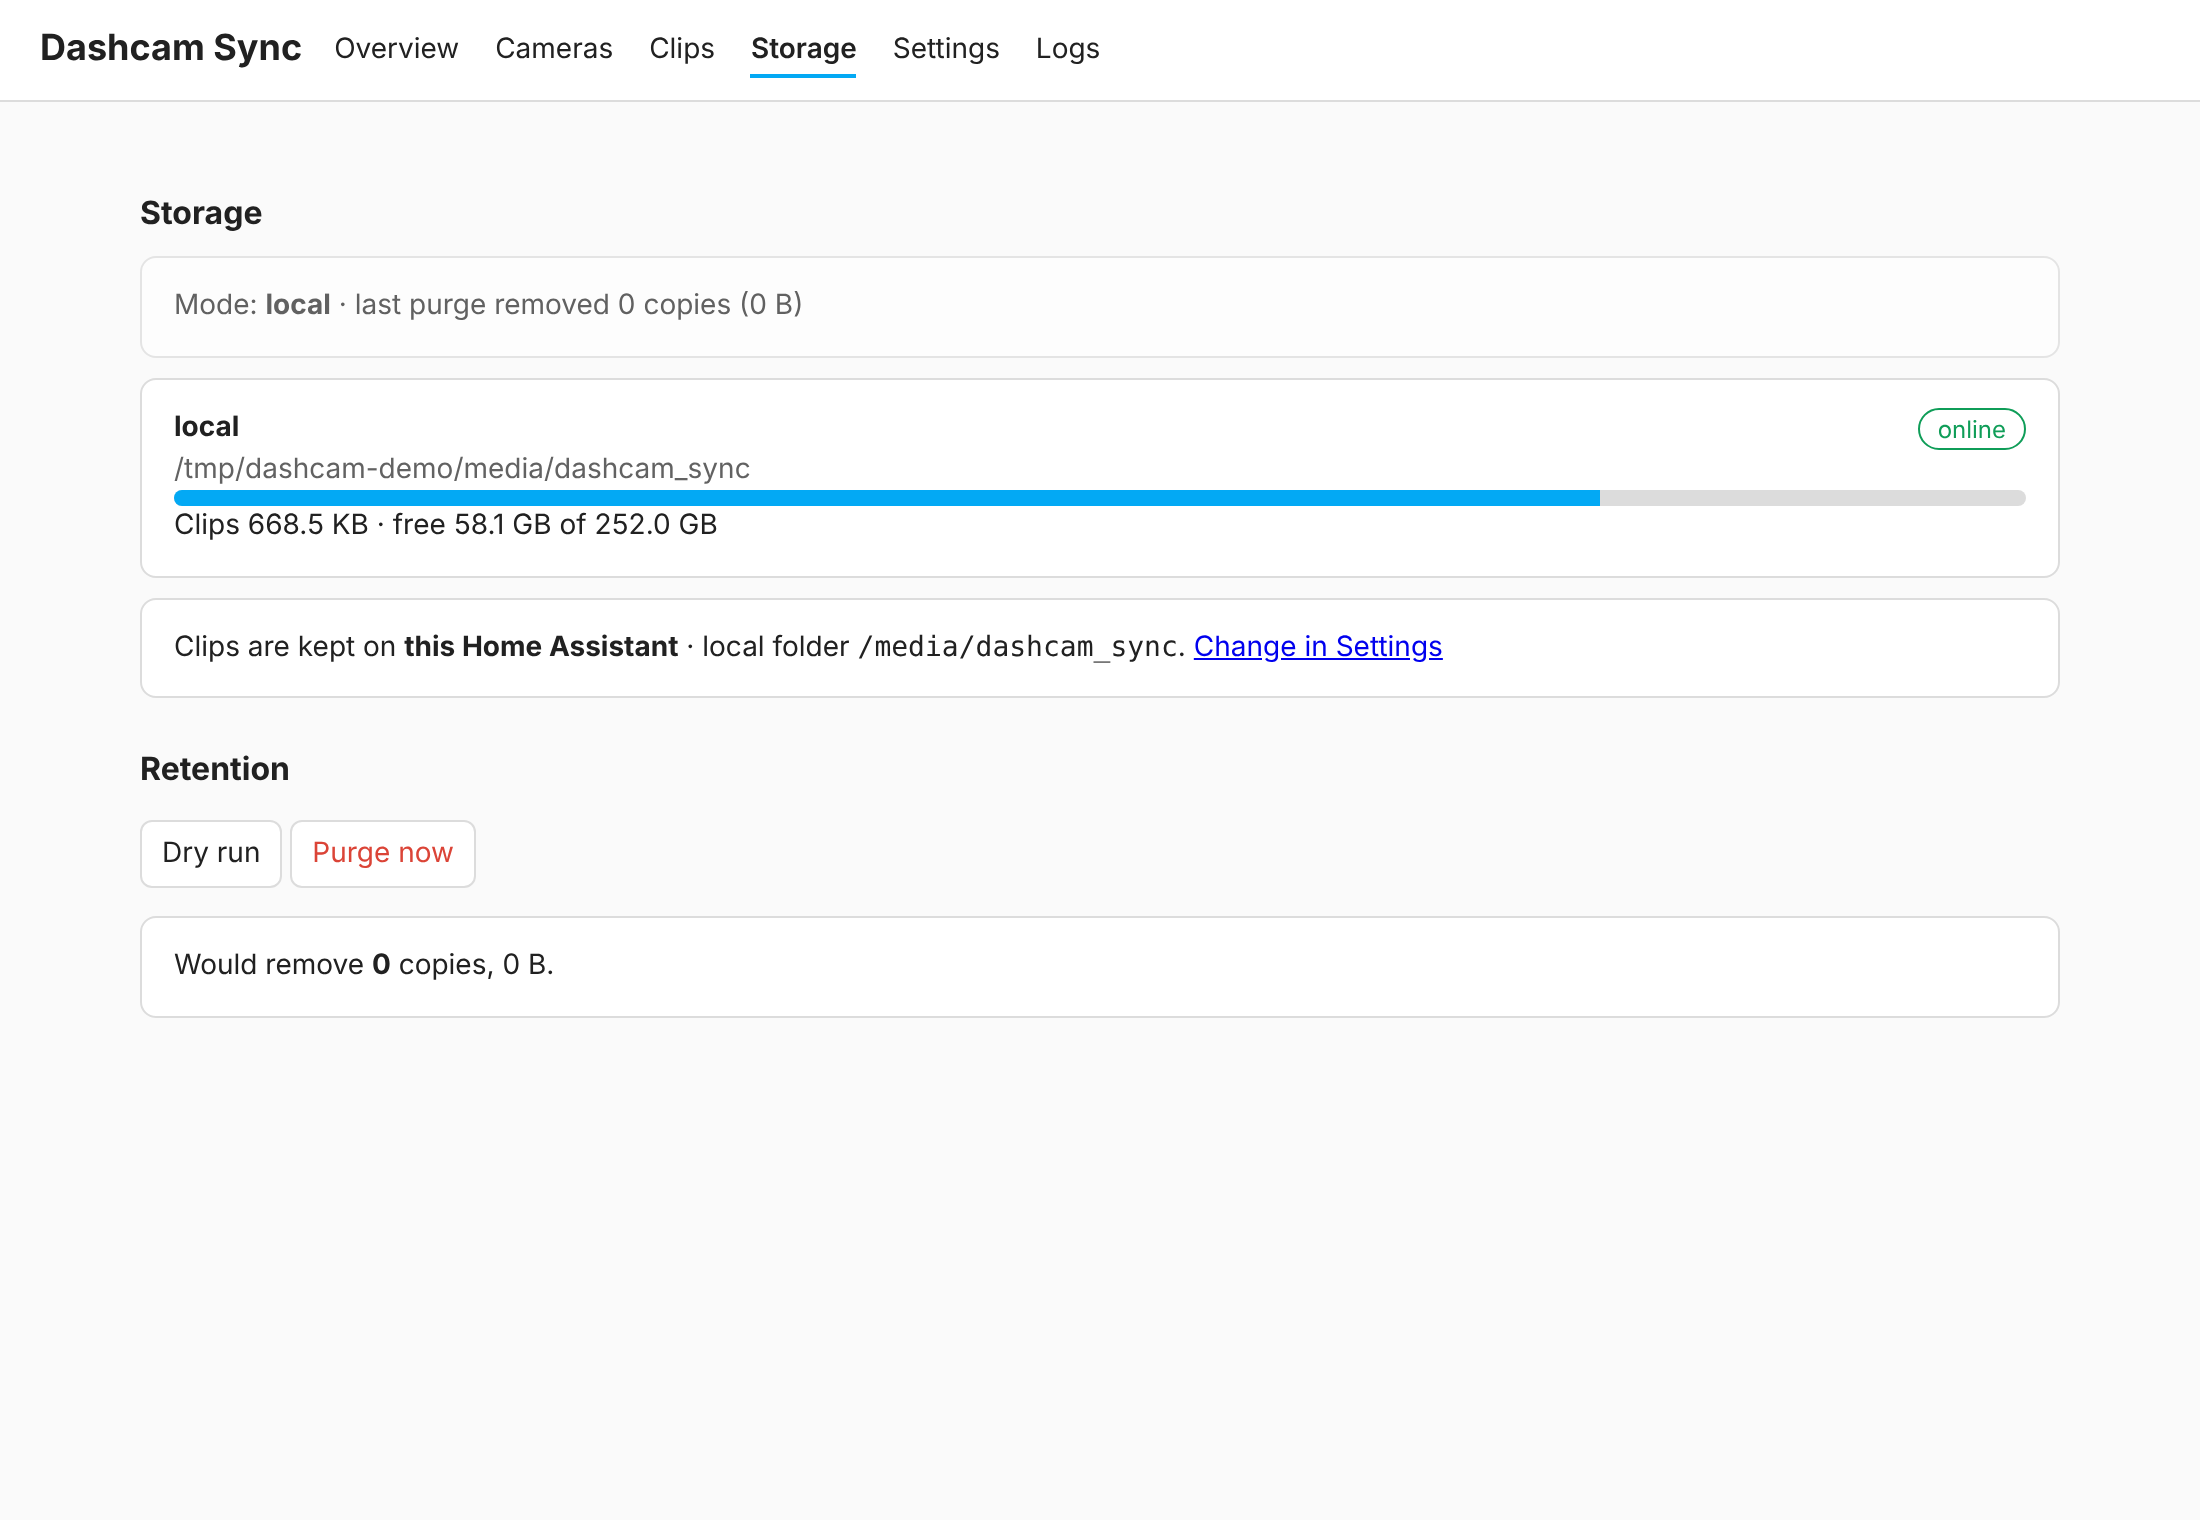 Dashcam Sync Overview Cameras Clips Storage Settings Logs
Storage
Mode: local · last purge removed 0 copies (0 B)
local
online
/tmp/dashcam-demo/media/dashcam_sync
Clips 668.5 KB · free 58.1 GB of 252.0 GB
Clips are kept on this Home Assistant · local folder /media/dashcam_sync. Change in Settings
Retention
Dry run Purge now
Would remove 0 copies, 0 B.